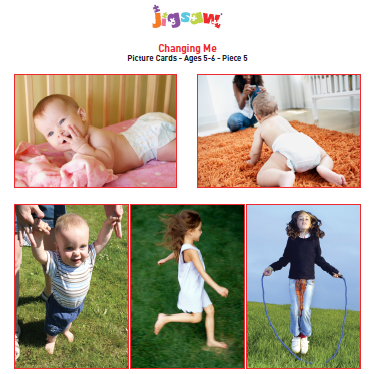 Jigsaw
Changing Me
Picture Cards - Ages 5-6 - Piece 5